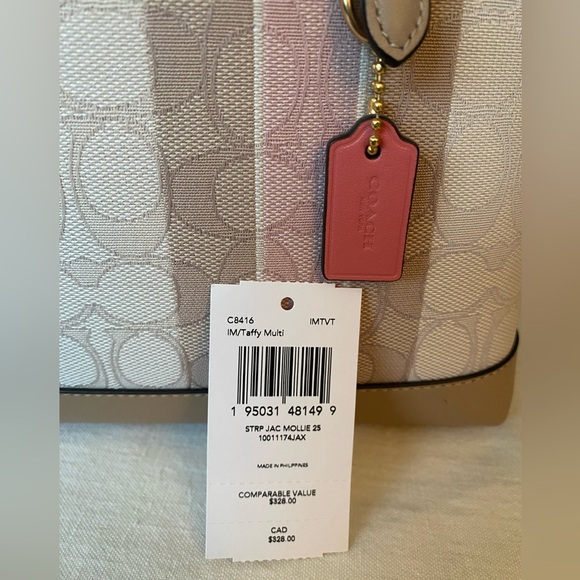 COACH
C8416 IMTVT
IM/Taffy Multi
1 95031 48149 9
STRP JAC MOLLIE 25
10011174JAX
MADE IN PHILIPPINES
COMPARABLE VALUE
$328.00
CAD
$328.00